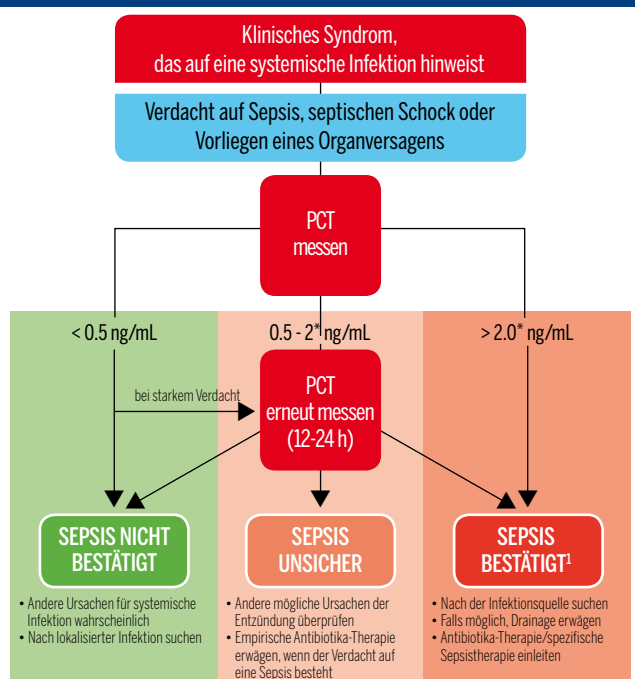 Klinisches Syndrom,
das auf eine systemische Infektion hinweist
Verdacht auf Sepsis, septischen Schock oder
Vorliegen eines Organversagens
PCT
messen
< 0.5 ng/mL
0.5 - 2* ng/mL
> 2.0* ng/mL
bei starkem Verdacht
PCT
erneut messen
(12-24 h)
SEPSIS NICHT
BESTÄTIGT
• Andere Ursachen für systemische
Infektion wahrscheinlich
• Nach lokalisierter Infektion suchen
SEPSIS
UNSICHER
• Andere mögliche Ursachen der
Entzündung überprüfen
• Empirische Antibiotika-Therapie
erwägen, wenn der Verdacht auf
eine Sepsis besteht
SEPSIS
BESTÄTIGT¹
• Nach der Infektionsquelle suchen
• Falls möglich, Drainage erwägen
• Antibiotika-Therapie/spezifische
Sepsistherapie einleiten